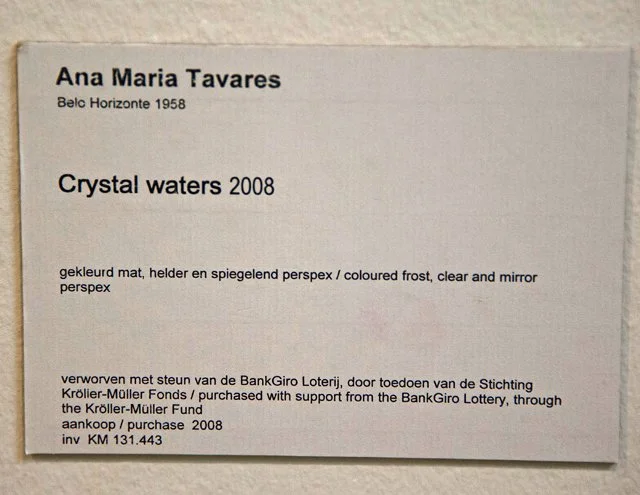 Ana Maria Tavares
Belo Horizonte 1958
Crystal waters 2008
gekleurd mat, helder en spiegelend perspex / coloured frost, clear and mirror
perspex
verworven met steun van de BankGiro Loterij, door toedoen van de Stichting
Kröller-Müller Fonds / purchased with support from the BankGiro Lottery, through
the Kröller-Müller Fund
aankoop / purchase 2008
inv KM 131.443